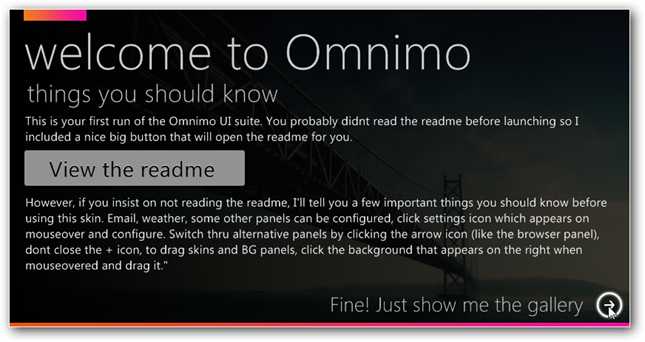 welcome to Omnimo
things you should know
This is your first run of the Omnimo UI suite. You probably didnt read the readme before launching so I
included a nice big button that will open the readme for you.
View the readme
However, if you insist on not reading the readme, I'll tell you a few important things you should know before
using this skin. Email, weather, some other panels can be configured, click settings icon which appears on
mouseover and configure. Switch thru alternative panels by clicking the arrow icon (like the browser panel),
dont close the + icon, to drag skins and BG panels, click the background that appears on the right when
mouseovered and drag it."
Fine! Just show me the gallery